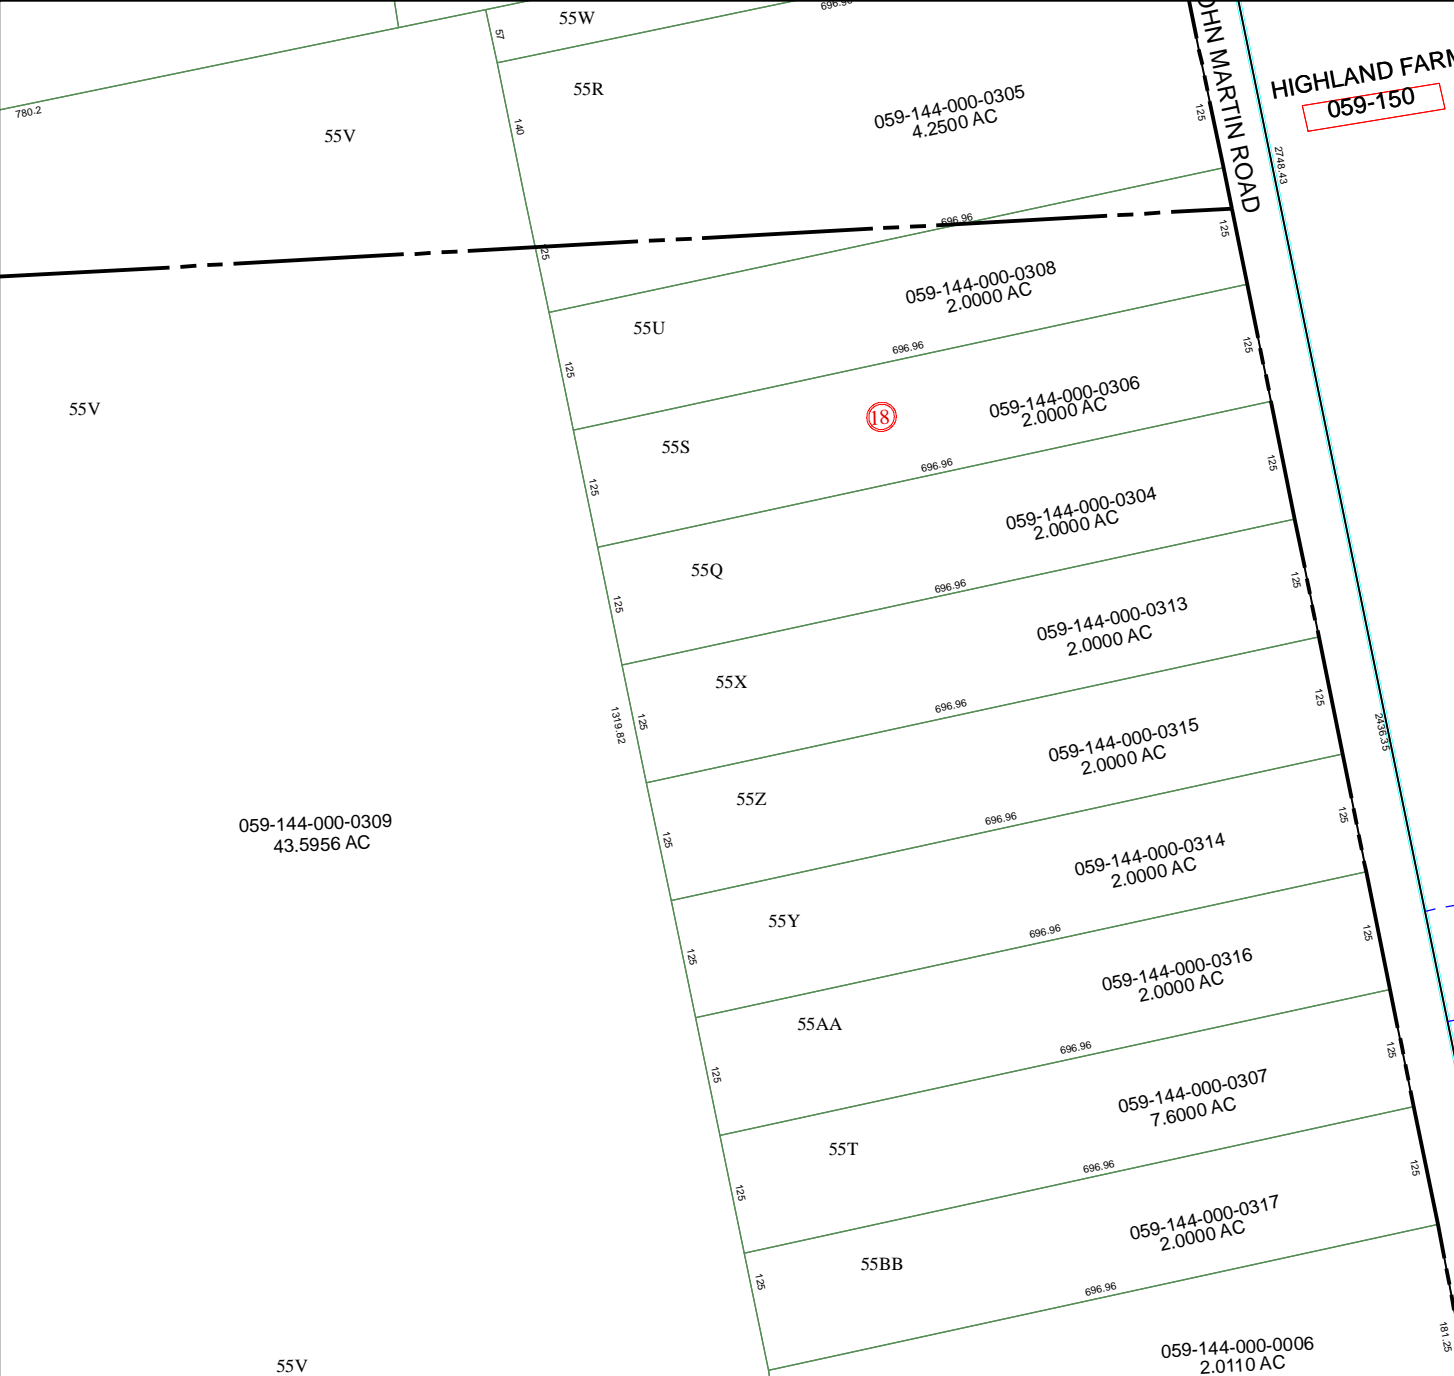 55W
696.96
57
780.2
55V
55R
140
059-144-000-0305
4.2500 AC
125
JOHN MARTIN ROAD
HIGHLAND FARM
059-150
2748.43
696.96
125
125
059-144-000-0308
2.0000 AC
55U
125
696.96
125
55V
059-144-000-0306
2.0000 AC
18
55S
125
696.96
125
059-144-000-0304
2.0000 AC
55Q
125
696.96
125
059-144-000-0313
2.0000 AC
55X
1319.82
125
696.96
125
2436.35
059-144-000-0315
2.0000 AC
55Z
125
696.96
125
059-144-000-0309
43.5956 AC
059-144-000-0314
2.0000 AC
55Y
125
696.96
125
059-144-000-0316
2.0000 AC
55AA
125
696.96
125
059-144-000-0307
7.6000 AC
55T
125
696.96
125
059-144-000-0317
2.0000 AC
55BB
125
696.96
181.25
059-144-000-0006
2.0110 AC
55V